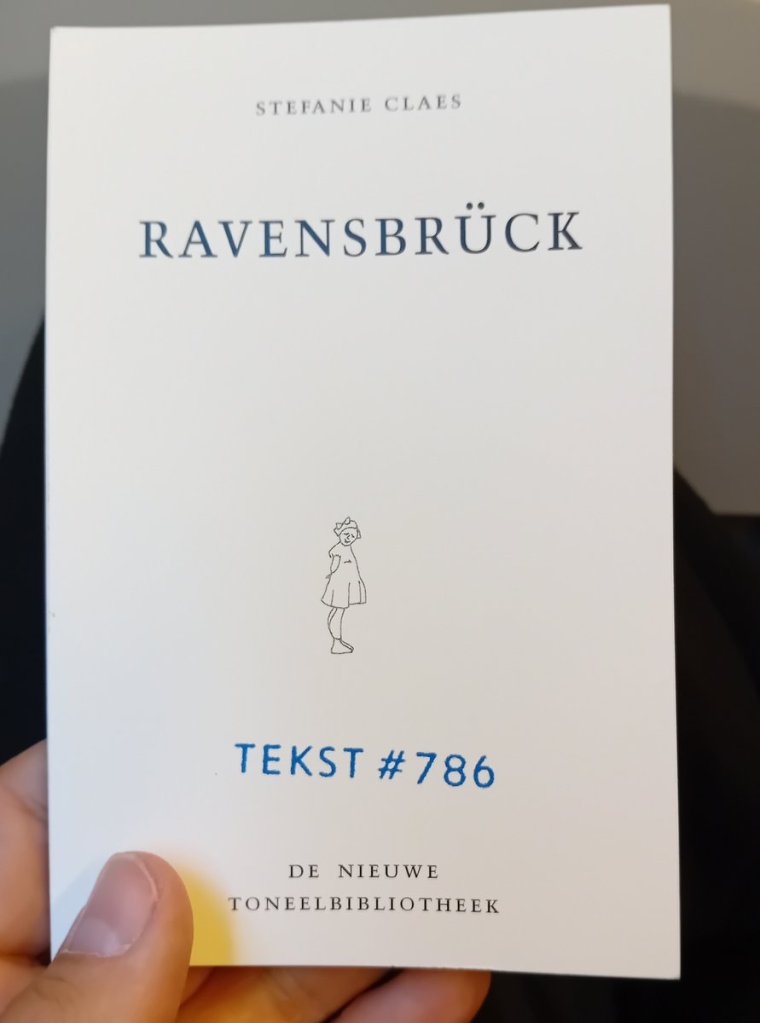 STEFANIE CLAES
RAVENSBRÜCK
TEKST #786
DE NIEUWE
TONEELBIBLIOTHEEK